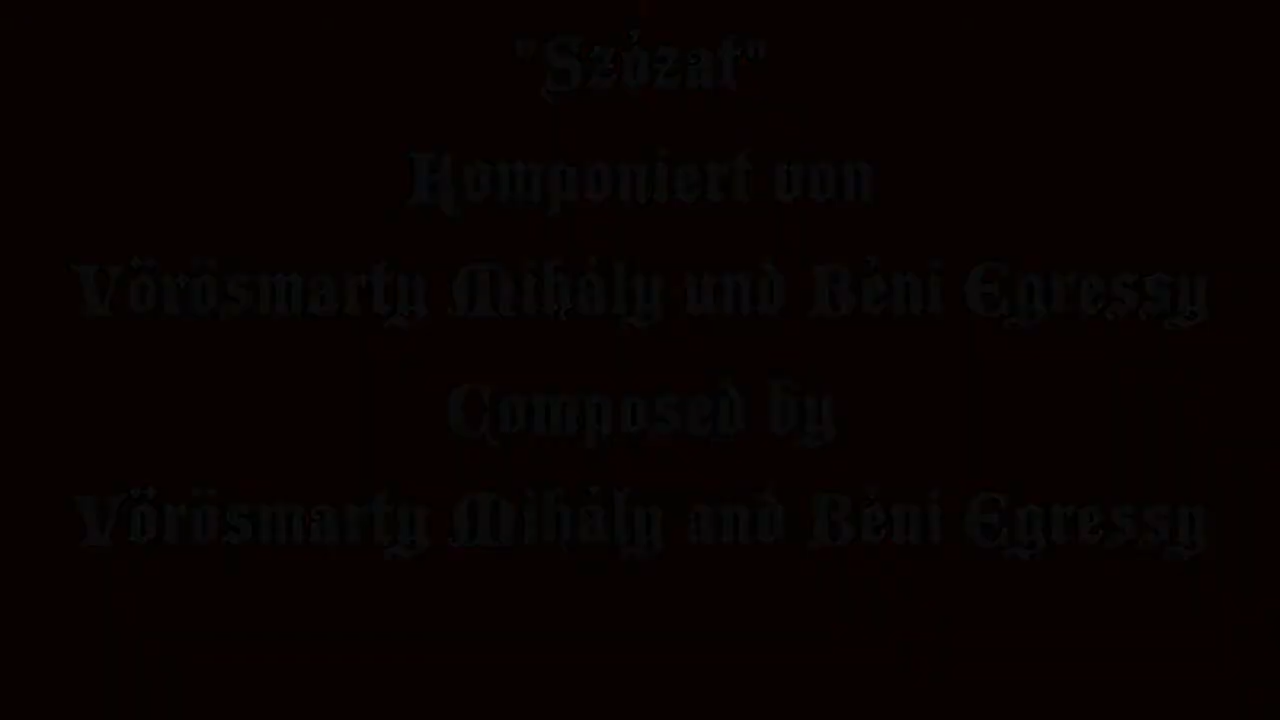 "Szózat"
Komponiert von
Vörösmarty Mihály und Béni Egressy
Composed by
Vörösmarty Mihály and Béni Egressy